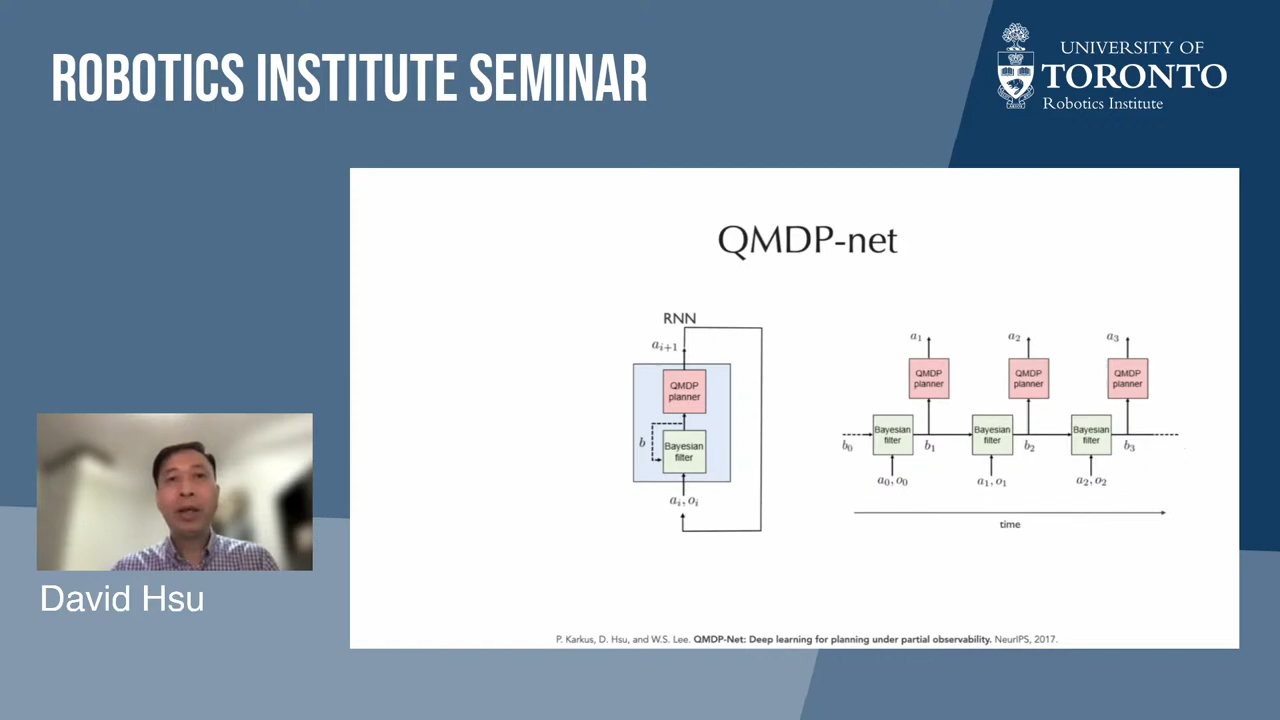 ROBOTICS INSTITUTE SEMINAR
UNIVERSITY OF
TORONTO
Robotics Institute
QMDP-net
RNN
a_{i+1}
QMDP
planner
b
Bayesian
filter
a_i, o_i
a_1
a_2
a_3
QMDP
planner
QMDP
planner
QMDP
planner
Bayesian
filter
Bayesian
filter
Bayesian
filter
b_0
b_1
b_2
b_3
a_0, o_0
a_1, o_1
a_2, o_2
time
David Hsu
P. Karkus, D. Hsu, and W.S. Lee. QMDP-Net: Deep learning for planning under partial observability. NeurIPS, 2017.